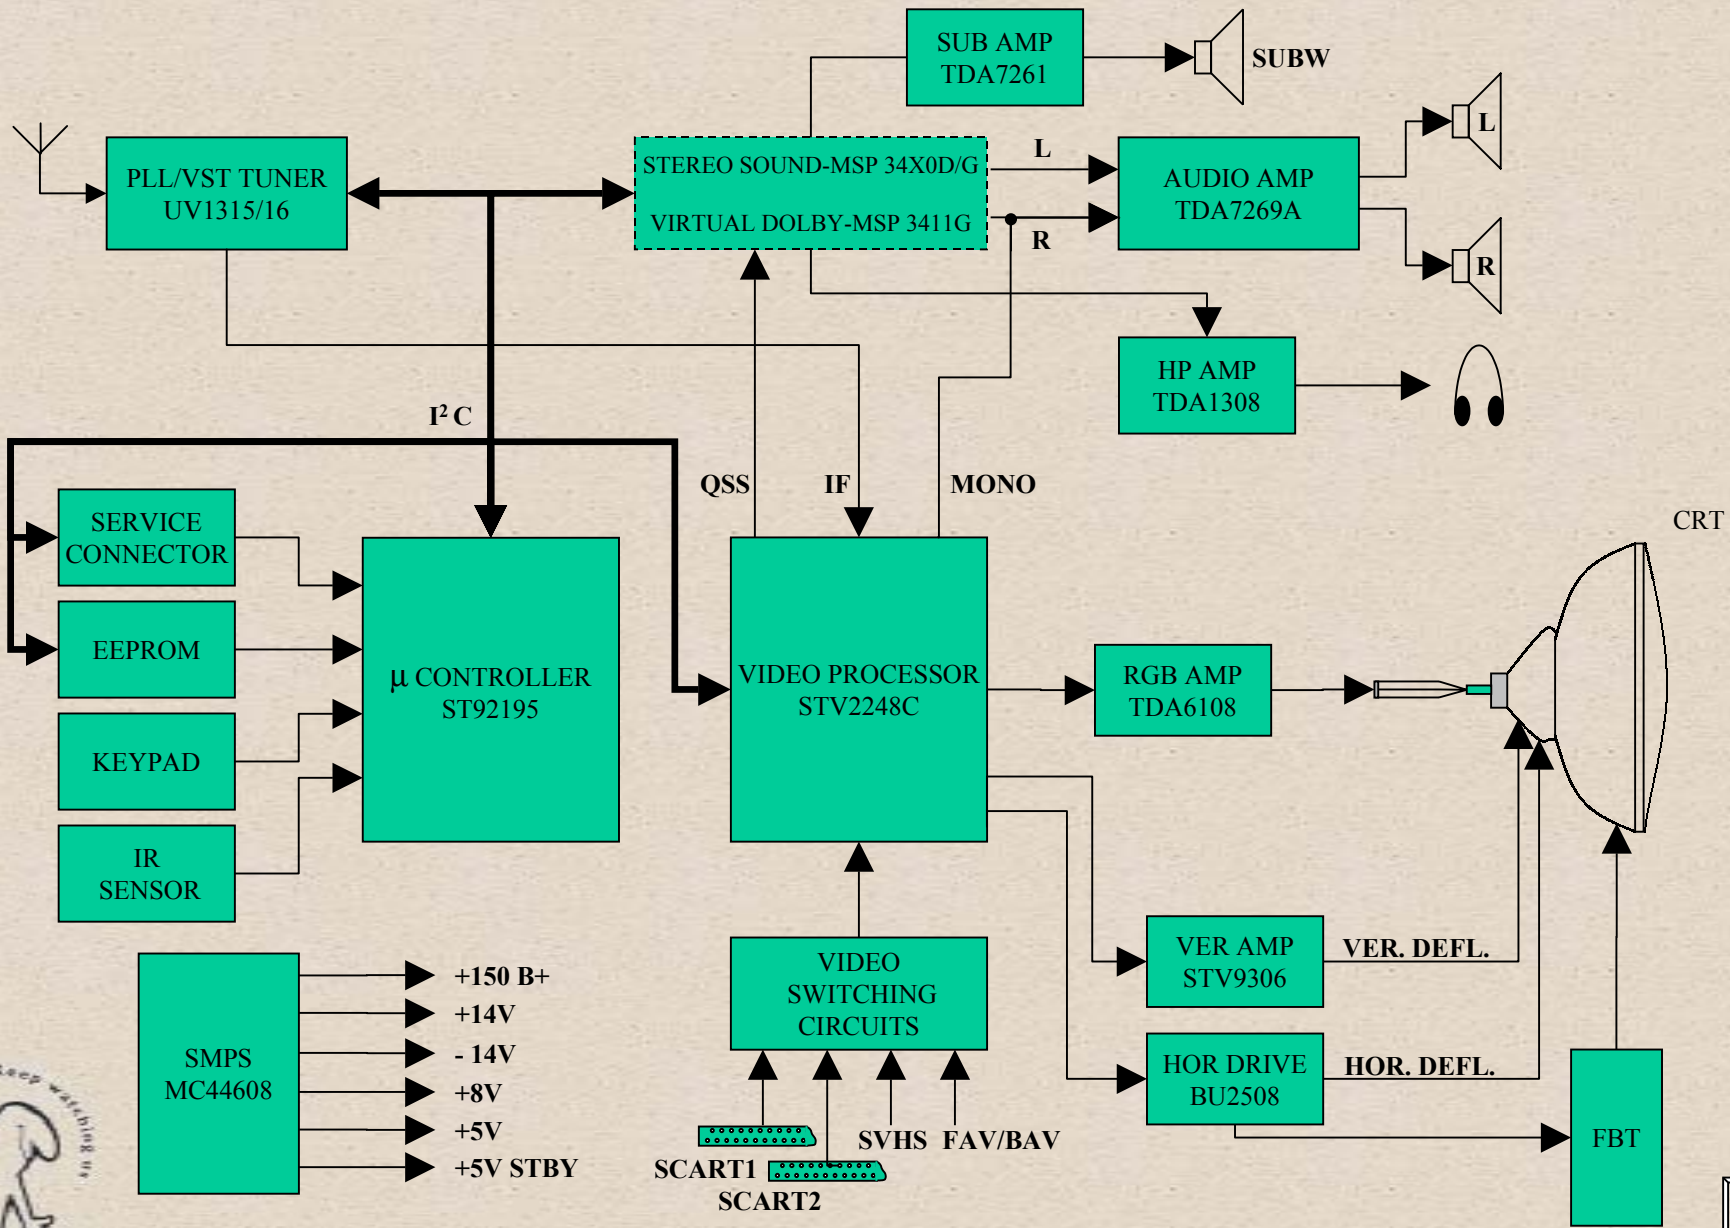 SUB AMP
TDA7261
SUBW
PLL/VST TUNER
UV1315/16
STEREO SOUND-MSP 34X0D/G
VIRTUAL DOLBY-MSP 3411G
L
R
AUDIO AMP
TDA7269A
L
R
HP AMP
TDA1308
I² C
QSS
IF
MONO
CRT
SERVICE
CONNECTOR
EEPROM
KEYPAD
IR
SENSOR
µ CONTROLLER
ST92195
VIDEO PROCESSOR
STV2248C
RGB AMP
TDA6108
VER AMP
STV9306
VER. DEFL.
HOR DRIVE
BU2508
HOR. DEFL.
FBT
VIDEO
SWITCHING
CIRCUITS
SVHS
FAV/BAV
SCART1
SCART2
SMPS
MC44608
+150 B+
+14V
- 14V
+8V
+5V
+5V STBY
keep watching us